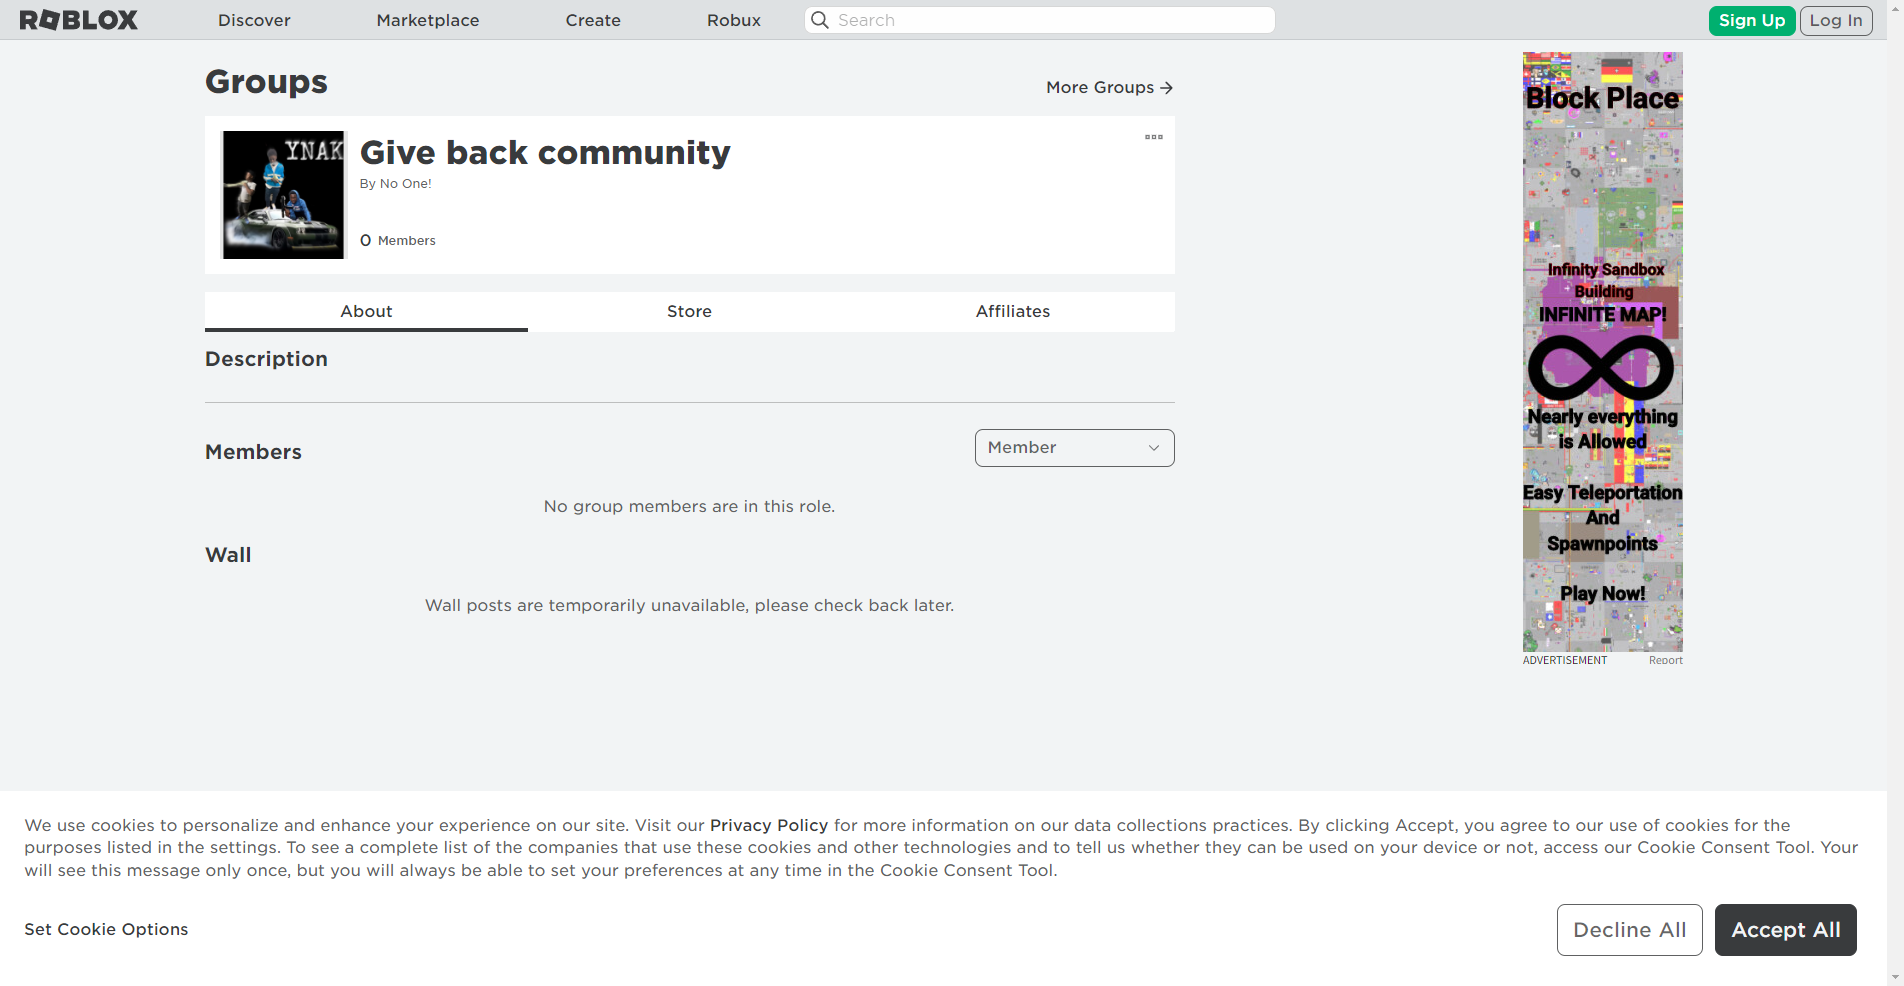 ROBLOX
Discover
Marketplace
Create
Robux
Search
Sign Up
Log In
Groups
More Groups
YNAK
Give back community
By No One!
0 Members
About
Store
Affiliates
Description
Members
Member
No group members are in this role.
Wall
Wall posts are temporarily unavailable, please check back later.
Block Place
Infinity Sandbox
Building
INFINITE MAP!
Nearly everything
is Allowed
Easy Teleportation
And
Spawnpoints
Play Now!
ADVERTISEMENT
Report
We use cookies to personalize and enhance your experience on our site. Visit our Privacy Policy for more information on our data collections practices. By clicking Accept, you agree to our use of cookies for the
purposes listed in the settings. To see a complete list of the companies that use these cookies and other technologies and to tell us whether they can be used on your device or not, access our Cookie Consent Tool. Your
will see this message only once, but you will always be able to set your preferences at any time in the Cookie Consent Tool.
Set Cookie Options
Decline All
Accept All